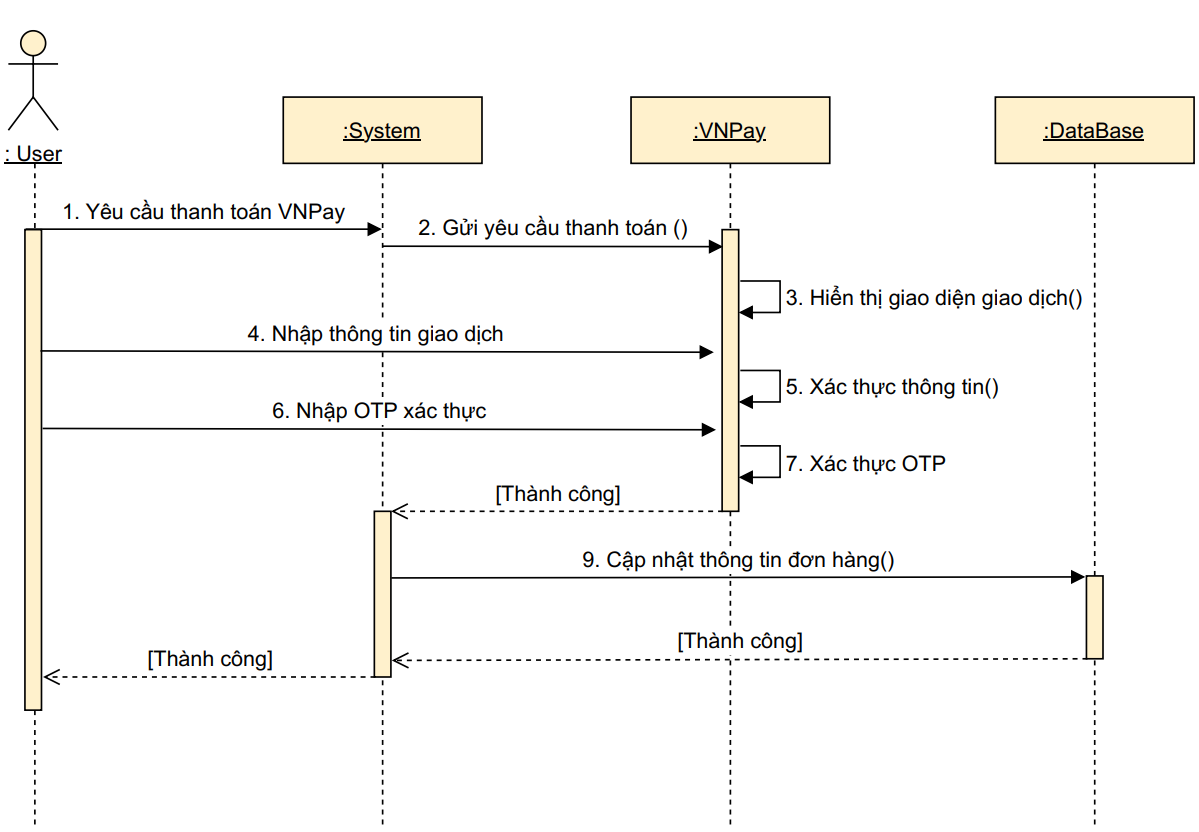 : User
:System
:VNPay
:DataBase
1. Yêu cầu thanh toán VNPay
2. Gửi yêu cầu thanh toán ()
3. Hiển thị giao diện giao dịch()
4. Nhập thông tin giao dịch
5. Xác thực thông tin()
6. Nhập OTP xác thực
7. Xác thực OTP
[Thành công]
9. Cập nhật thông tin đơn hàng()
[Thành công]
[Thành công]